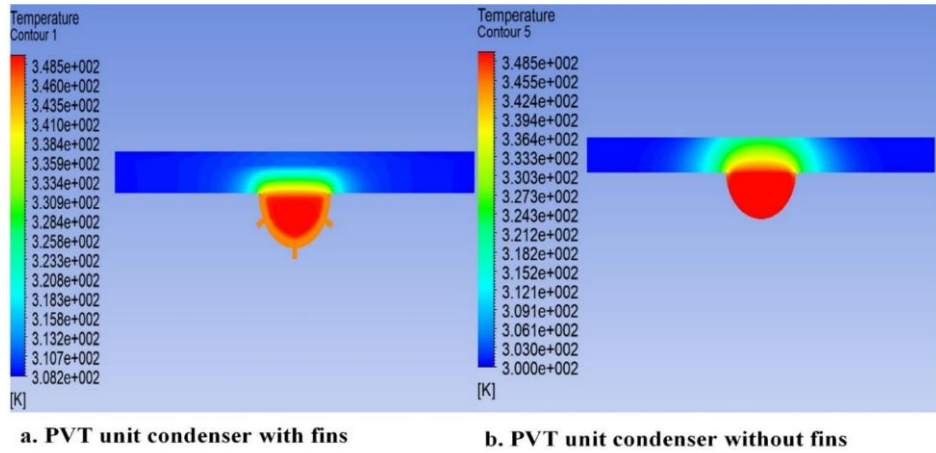 Temperature
Contour 1
3.485e+002
3.460e+002
3.435e+002
3.410e+002
3.384e+002
3.359e+002
3.334e+002
3.309e+002
3.284e+002
3.258e+002
3.233e+002
3.208e+002
3.183e+002
3.158e+002
3.132e+002
3.107e+002
3.082e+002
[K]
a. PVT unit condenser with fins
Temperature
Contour 5
3.485e+002
3.455e+002
3.424e+002
3.394e+002
3.364e+002
3.333e+002
3.303e+002
3.273e+002
3.243e+002
3.212e+002
3.182e+002
3.152e+002
3.121e+002
3.091e+002
3.061e+002
3.030e+002
3.000e+002
[K]
b. PVT unit condenser without fins